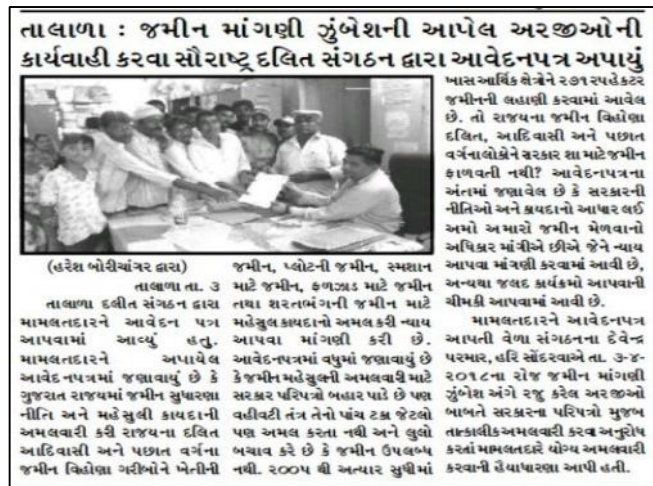 તાલાળા : જમીન માંગણી ઝુંબેશની આપેલ અરજીઓની
કાર્યવાહી કરવા સૌરાષ્ટ્ર દલિત સંગઠન દ્વારા આવેદનપત્ર અપાયું
(હરેશ બોરીચાંગર દ્વારા)
તાલાળા તા. ૩
તાલાળા દલીત સંગઠન દ્વારા
મામલતદારને આવેદન પત્ર
આપવામાં આવ્યું હતુ.
મામલતદારને અપાયેલ
આવેદનપત્રમાં જણાવાયું છે કે
ગુજરાત રાજ્યમાં જમીન સુધારણા
નીતિ અને મહેસુલી કાયદાની
અમલવારી કરી રાજ્યના દલિત
આદિવાસી અને પછાત વર્ગના
જમીન વિહોણા ગરીબોને ખેતીની
જમીન, પ્લોટની જમીન, સ્મશાન
માટે જમીન, ફળઝાડ માટે જમીન
તથા શરતભંગની જમીન માટે
મહેસુલ કાયદાનો અમલ કરી ન્યાય
આપવા માંગણી કરી છે.
આવેદનપત્રમાં વધુમાં જણાવાયું છે
કે જમીન મહેસુલની અમલવારી માટે
સરકાર પરિપત્રો બહાર પાડે છે પણ
વહીવટી તંત્ર તેનો પાંચ ટકા જેટલો
પણ અમલ કરતા નથી અને લુલો
બચાવ કરે છે કે જમીન ઉપલબ્ધ
નથી. ૨૦૦૫ થી અત્યાર સુધીમાં
ખાસ આર્થિક ક્ષેત્રોને ૨૭૧૨૫હેકટર
જમીનની લહાણી કરવામાં આવેલ
છે. તો રાજયના જમીન વિહોણા
દલિત, આદિવાસી અને પછાત
વર્ગનાલોકોને સરકાર શા માટે જમીન
ફાળવતી નથી? આવેદનપત્રના
અંતમાં જણાવેલ છે કે સરકારની
નીતિઓ અને કાયદાનો આધાર લઈ
અમો અમારો જમીન મેળવાનો
અધિકાર માંગીએ છીએ જેને ન્યાય
આપવા માંગણી કરવામાં આવી છે,
અન્યથા જલદ કાર્યક્રમો આપવાની
ચીમકી આપવામાં આવી છે.
મામલતદારને આવેદનપત્ર
આપતી વેળા સંગઠનના દેવેન્દ્ર
પરમાર, હરિ સોંદરવાએ તા. ૩-૪-
૨૦૧૮ના રોજ જમીન માંગણી
ઝુંબેશ અંગે રજુ કરેલ અરજીઓ
બાબતે સરકારના પરિપત્રો મુજબ
તાત્કાલીક અમલવારી કરવા અનુરોધ
કરતાં મામલતદારે યોગ્ય અમલવારી
કરવાની હૈયાધારણા આપી હતી.